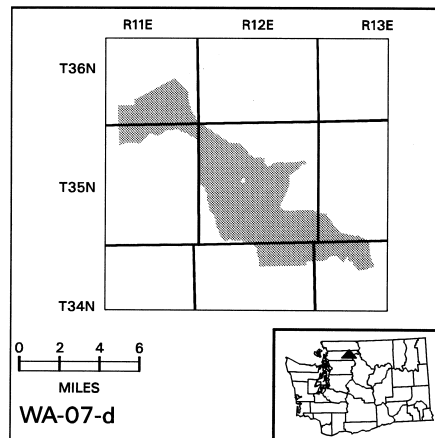 R11E R12E R13E
T36N
T35N
T34N
0 2 4 6
MILES
WA-07-d